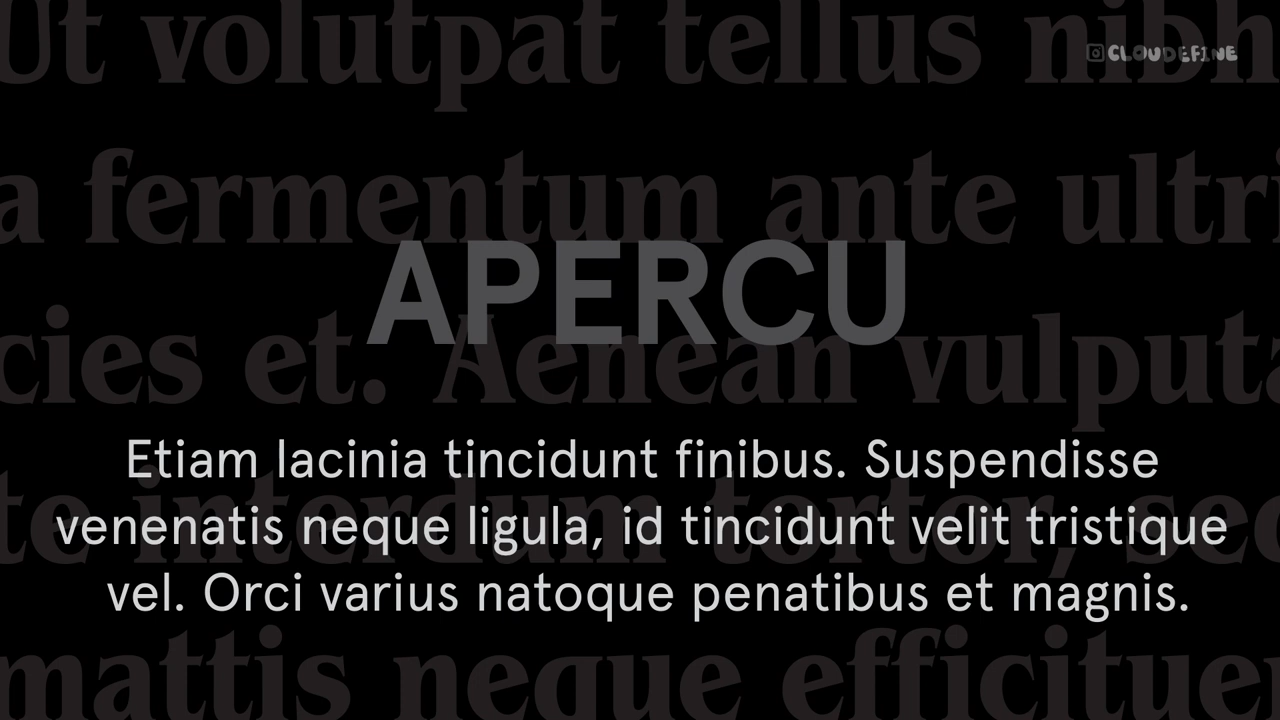 Ut volutpat tellus nibh
CLOUDEFINE
a fermentum ante ultri
APERCU
cies et. Aenean vulputa
Etiam lacinia tincidunt finibus. Suspendisse
te interdum tortor, sed
venenatis neque ligula, id tincidunt velit tristique
vel. Orci varius natoque penatibus et magnis.
mattis neque efficitur